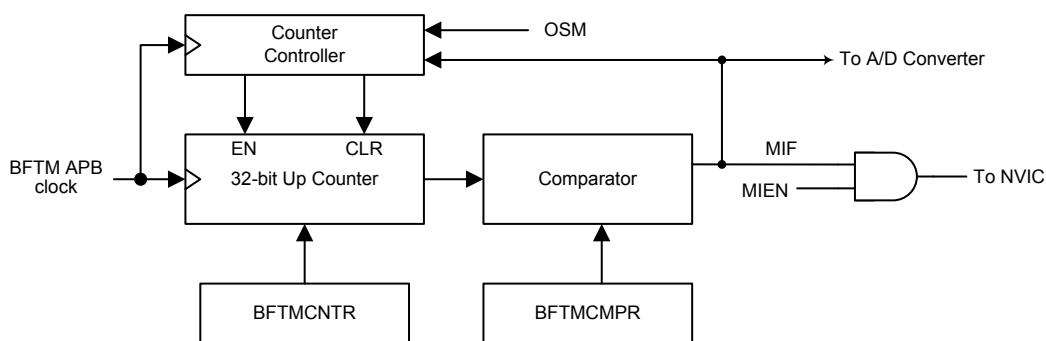 Counter
Controller
OSM
To A/D Converter
EN
CLR
BFTM APB
clock
32-bit Up Counter
Comparator
MIF
MIEN
To NVIC
BFTMCNTR
BFTMCMPR